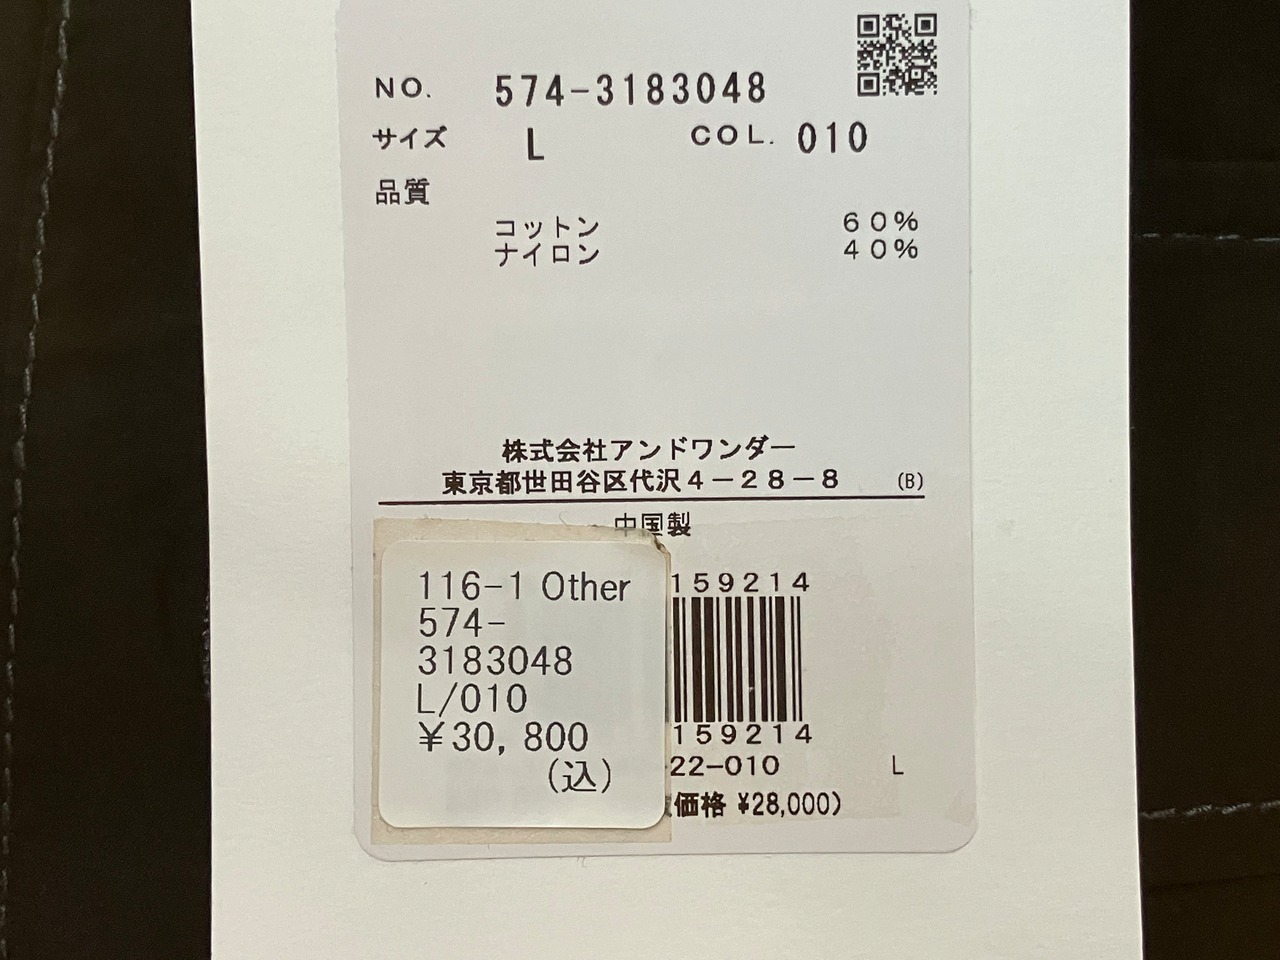 NO. 574-3183048
サイズ L COL. 010
品質
コットン 60%
ナイロン 40%
株式会社アンドワンダー
東京都世田谷区代沢4-28-8 (B)
中国製
116-1 Other
574-
3183048
L/010
¥30,800
(込)
159214
159214
22-010 L
価格 ¥28,000)